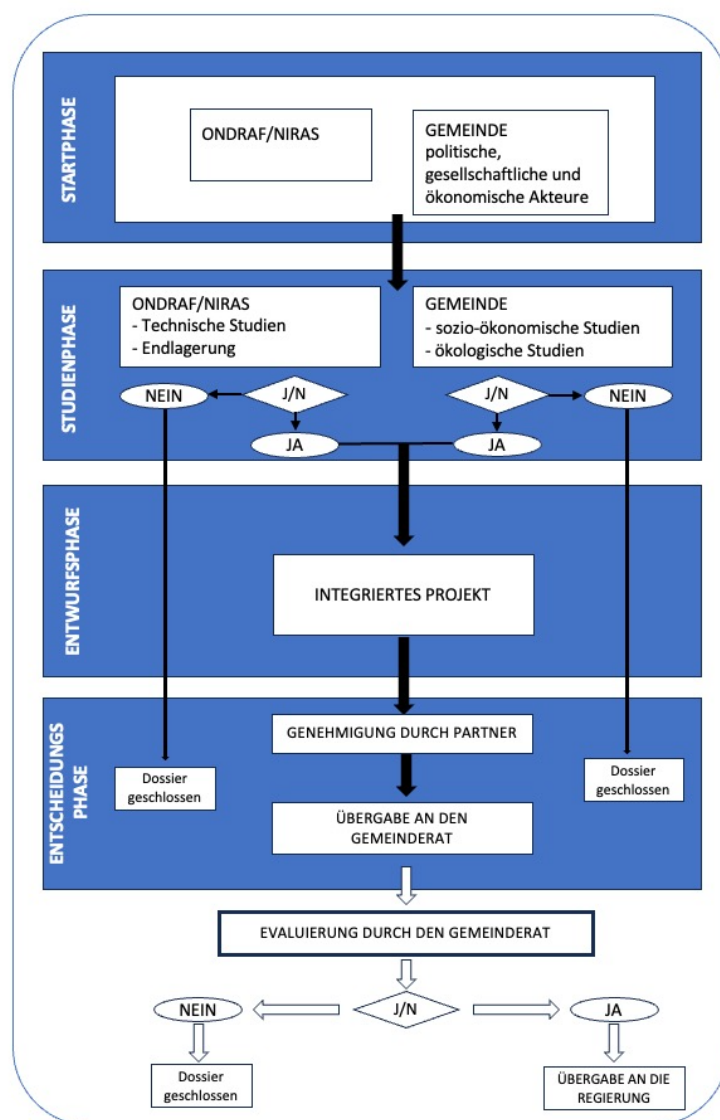 STARTPHASE
ONDRAF/NIRAS
GEMEINDE
politische,
gesellschaftliche und
ökonomische Akteure
STUDIENPHASE
ONDRAF/NIRAS
- Technische Studien
- Endlagerung
GEMEINDE
- sozio-ökonomische Studien
- ökologische Studien
NEIN
J/N
J/N
NEIN
JA
JA
ENTWURFSPHASE
INTEGRIERTES PROJEKT
ENTSCHEIDUNGS
PHASE
GENEHMIGUNG DURCH PARTNER
Dossier
geschlossen
Dossier
geschlossen
ÜBERGABE AN DEN
GEMEINDERAT
EVALUIERUNG DURCH DEN GEMEINDERAT
NEIN
J/N
JA
Dossier
geschlossen
ÜBERGABE AN DIE
REGIERUNG